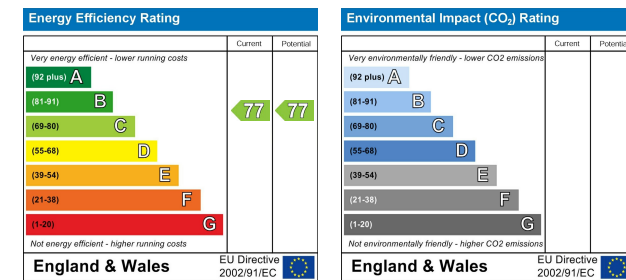 Energy Efficiency Rating
Current Potential
Very energy efficient - lower running costs
(92 plus) A
(81-91) B
(69-80) C
77 77
(55-68) D
(39-54) E
(21-38) F
(1-20) G
Not energy efficient - higher running costs
England & Wales
EU Directive
2002/91/EC
Environmental Impact (CO₂) Rating
Current Potential
Very environmentally friendly - lower CO2 emissions
(92 plus) A
(81-91) B
(69-80) C
(55-68) D
(39-54) E
(21-38) F
(1-20) G
Not environmentally friendly - higher CO2 emissions
England & Wales
EU Directive
2002/91/EC